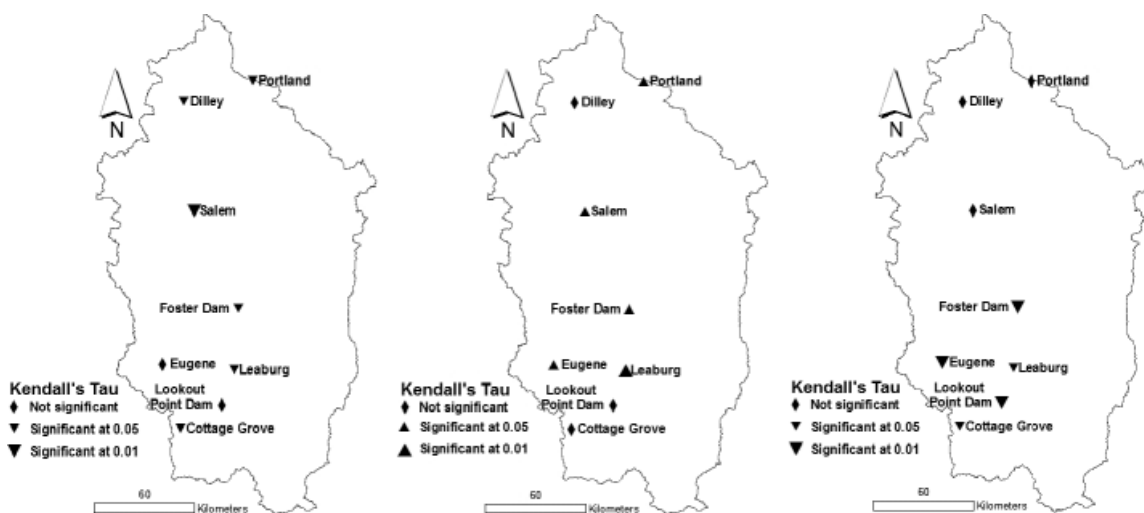 Portland
Dilley
N
Salem
Foster Dam
Eugene
Leaburg
Kendall's Tau
Lookout
Point Dam
Not significant
Significant at 0.05
Cottage Grove
Significant at 0.01
60
Kilometers
Portland
Dilley
N
Salem
Foster Dam
Eugene
Leaburg
Kendall's Tau
Lookout
Point Dam
Not significant
Significant at 0.05
Cottage Grove
Significant at 0.01
60
Kilometers
Portland
Dilley
N
Salem
Foster Dam
Eugene
Leaburg
Kendall's Tau
Lookout
Point Dam
Not significant
Significant at 0.05
Cottage Grove
Significant at 0.01
60
Kilometers